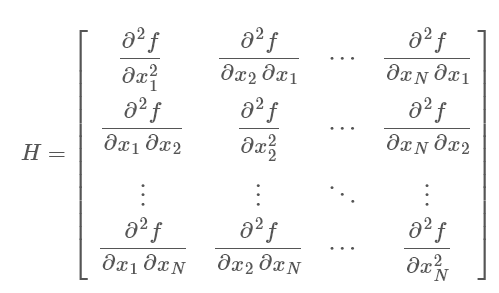 H = [ ∂²f/∂x₁² ∂²f/∂x₂ ∂x₁ ⋯ ∂²f/∂x_N ∂x₁
∂²f/∂x₁ ∂x₂ ∂²f/∂x₂² ⋯ ∂²f/∂x_N ∂x₂
⋮ ⋮ ⋱ ⋮
∂²f/∂x₁ ∂x_N ∂²f/∂x₂ ∂x_N ⋯ ∂²f/∂x_N² ]